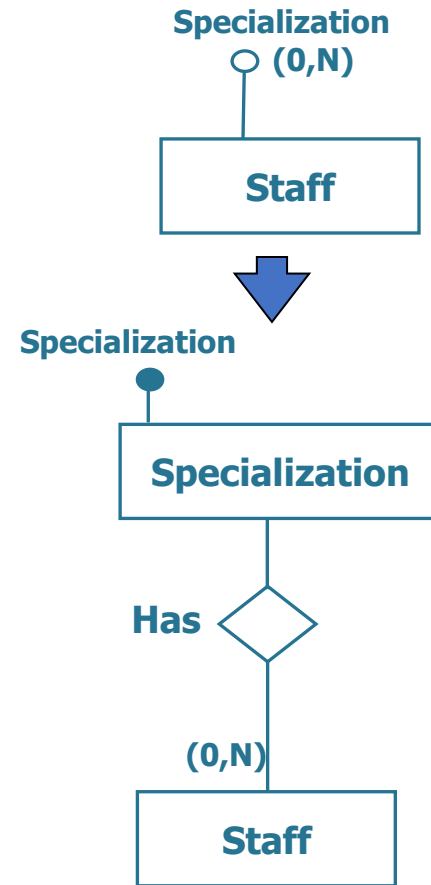 Specialization
(0,N)
Staff
Specialization
Specialization
Has
(0,N)
Staff